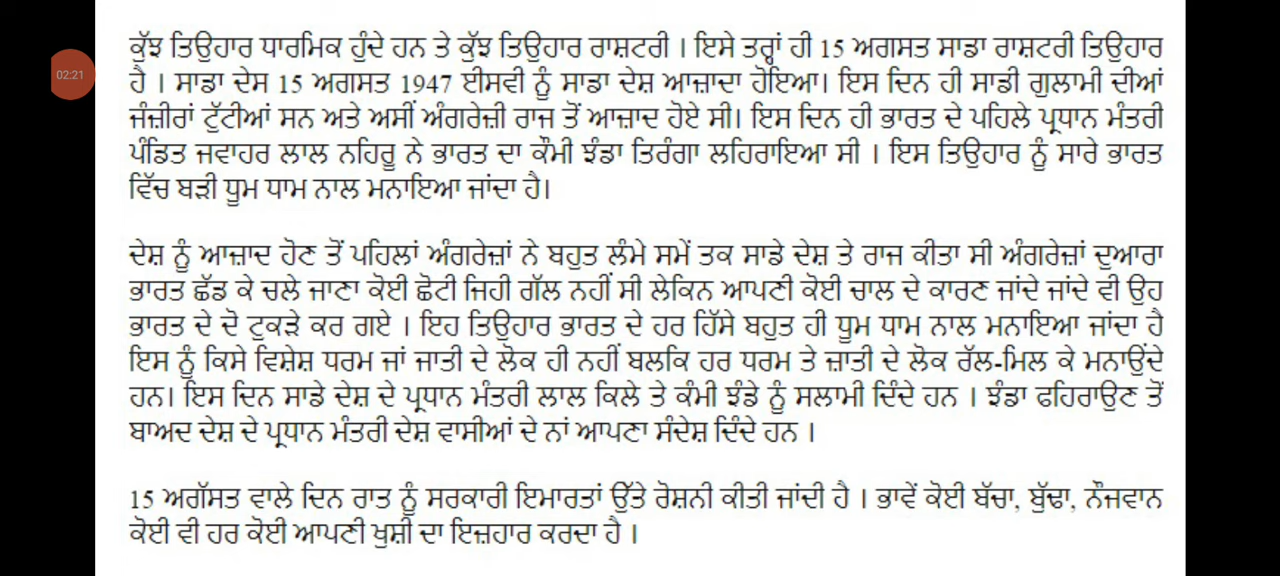 02:21
ਕੁੱਝ ਤਿਉਹਾਰ ਧਾਰਮਿਕ ਹੁੰਦੇ ਹਨ ਤੇ ਕੁੱਝ ਤਿਉਹਾਰ ਰਾਸ਼ਟਰੀ । ਇਸੇ ਤਰ੍ਹਾਂ ਹੀ 15 ਅਗਸਤ ਸਾਡਾ ਰਾਸ਼ਟਰੀ ਤਿਉਹਾਰ
ਹੈ । ਸਾਡਾ ਦੇਸ 15 ਅਗਸਤ 1947 ਈਸਵੀ ਨੂੰ ਸਾਡਾ ਦੇਸ਼ ਆਜ਼ਾਦਾ ਹੋਇਆ। ਇਸ ਦਿਨ ਹੀ ਸਾਡੀ ਗੁਲਾਮੀ ਦੀਆਂ
ਜੰਜ਼ੀਰਾਂ ਟੁੱਟੀਆਂ ਸਨ ਅਤੇ ਅਸੀਂ ਅੰਗਰੇਜ਼ੀ ਰਾਜ ਤੋਂ ਆਜ਼ਾਦ ਹੋਏ ਸੀ। ਇਸ ਦਿਨ ਹੀ ਭਾਰਤ ਦੇ ਪਹਿਲੇ ਪ੍ਰਧਾਨ ਮੰਤਰੀ
ਪੰਡਿਤ ਜਵਾਹਰ ਲਾਲ ਨਹਿਰੂ ਨੇ ਭਾਰਤ ਦਾ ਕੌਮੀ ਝੰਡਾ ਤਿਰੰਗਾ ਲਹਿਰਾਇਆ ਸੀ । ਇਸ ਤਿਉਹਾਰ ਨੂੰ ਸਾਰੇ ਭਾਰਤ
ਵਿੱਚ ਬੜੀ ਧੂਮ ਧਾਮ ਨਾਲ ਮਨਾਇਆ ਜਾਂਦਾ ਹੈ।
ਦੇਸ਼ ਨੂੰ ਆਜ਼ਾਦ ਹੋਣ ਤੋਂ ਪਹਿਲਾਂ ਅੰਗਰੇਜ਼ਾਂ ਨੇ ਬਹੁਤ ਲੰਮੇ ਸਮੇਂ ਤਕ ਸਾਡੇ ਦੇਸ਼ ਤੇ ਰਾਜ ਕੀਤਾ ਸੀ ਅੰਗਰੇਜ਼ਾਂ ਦੁਆਰਾ
ਭਾਰਤ ਛੱਡ ਕੇ ਚਲੇ ਜਾਣਾ ਕੋਈ ਛੋਟੀ ਜਿਹੀ ਗੱਲ ਨਹੀਂ ਸੀ ਲੇਕਿਨ ਆਪਣੀ ਕੋਈ ਚਾਲ ਦੇ ਕਾਰਣ ਜਾਂਦੇ ਜਾਂਦੇ ਵੀ ਉਹ
ਭਾਰਤ ਦੇ ਦੋ ਟੁਕੜੇ ਕਰ ਗਏ । ਇਹ ਤਿਉਹਾਰ ਭਾਰਤ ਦੇ ਹਰ ਹਿੱਸੇ ਬਹੁਤ ਹੀ ਧੂਮ ਧਾਮ ਨਾਲ ਮਨਾਇਆ ਜਾਂਦਾ ਹੈ
ਇਸ ਨੂੰ ਕਿਸੇ ਵਿਸ਼ੇਸ਼ ਧਰਮ ਜਾਂ ਜਾਤੀ ਦੇ ਲੋਕ ਹੀ ਨਹੀਂ ਬਲਕਿ ਹਰ ਧਰਮ ਤੇ ਜ਼ਾਤੀ ਦੇ ਲੋਕ ਰੱਲ-ਮਿਲ ਕੇ ਮਨਾਉਂਦੇ
ਹਨ। ਇਸ ਦਿਨ ਸਾਡੇ ਦੇਸ਼ ਦੇ ਪ੍ਰਧਾਨ ਮੰਤਰੀ ਲਾਲ ਕਿਲੇ ਤੇ ਕੰਮੀ ਝੰਡੇ ਨੂੰ ਸਲਾਮੀ ਦਿੰਦੇ ਹਨ । ਝੰਡਾ ਫਹਿਰਾਉਣ ਤੋਂ
ਬਾਅਦ ਦੇਸ਼ ਦੇ ਪ੍ਰਧਾਨ ਮੰਤਰੀ ਦੇਸ਼ ਵਾਸੀਆਂ ਦੇ ਨਾਂ ਆਪਣਾ ਸੰਦੇਸ਼ ਦਿੰਦੇ ਹਨ ।
15 ਅਗੱਸਤ ਵਾਲੇ ਦਿਨ ਰਾਤ ਨੂੰ ਸਰਕਾਰੀ ਇਮਾਰਤਾਂ ਉੱਤੇ ਰੋਸ਼ਨੀ ਕੀਤੀ ਜਾਂਦੀ ਹੈ । ਭਾਵੇਂ ਕੋਈ ਬੱਚਾ, ਬੁੱਢਾ, ਨੌਜਵਾਨ
ਕੋਈ ਵੀ ਹਰ ਕੋਈ ਆਪਣੀ ਖੁਸ਼ੀ ਦਾ ਇਜ਼ਹਾਰ ਕਰਦਾ ਹੈ ।